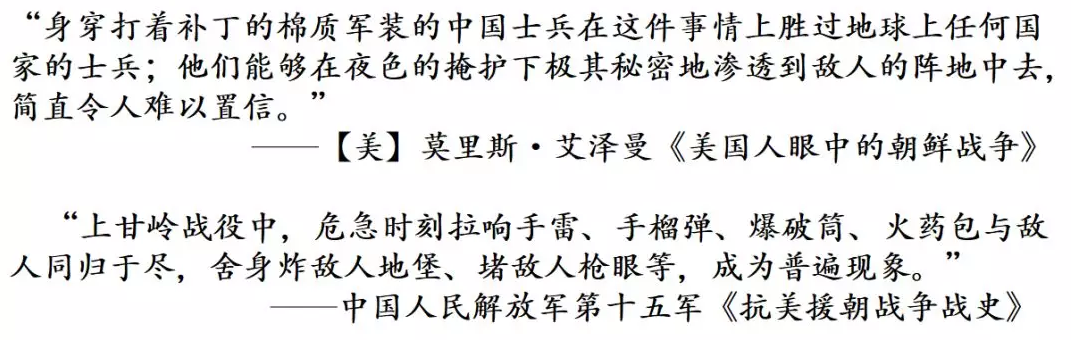 “身穿打着补丁的棉质军装的中国士兵在这件事情上胜过地球上任何国
家的士兵；他们能够在夜色的掩护下极其秘密地渗透到敌人的阵地中去，
简直令人难以置信。”
——【美】莫里斯·艾泽曼《美国人眼中的朝鲜战争》
“上甘岭战役中，危急时刻拉响手雷、手榴弹、爆破筒、火药包与敌
人同归于尽，舍身炸敌人地堡、堵敌人枪眼等，成为普遍现象。”
——中国人民解放军第十五军《抗美援朝战争战史》